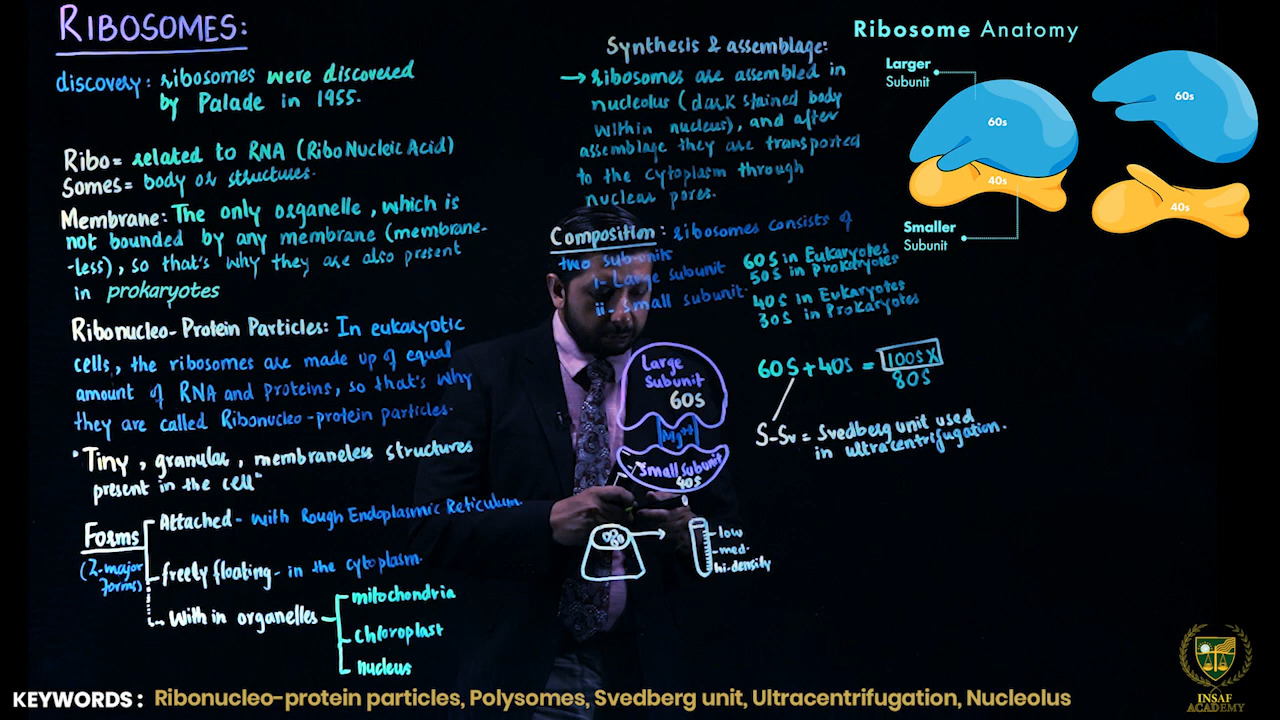 RIBOSOMES:
discovery: ribosomes were discovered
by Palade in 1955.
Ribo = related to RNA (Ribo Nucleic Acid)
Somes = body or structures.
Membrane: The only organelle, which is
not bounded by any membrane (membrane-
-less), so that's why they are also present
in prokaryotes
Ribonucleo-Protein Particles: In eukaryotic
cells, the ribosomes are made up of equal
amount of RNA and proteins, so that's why
they are called Ribonucleo-protein particles.
"Tiny, granular, membraneless structures
present in the cell"
Forms
(2-major
forms)
Attached - with Rough Endoplasmic Reticulum.
freely floating - in the cytoplasm.
With in organelles
mitochondria
chloroplast
nucleus
Synthesis & assemblage:
→ ribosomes are assembled in
nucleolus (dark stained body
within nucleus), and after
assemblage they are transported
to the cytoplasm through
nuclear pores.
Composition: ribosomes consists of
two sub-units
i- Large subunit
60S in Eukaryotes
50S in Prokaryotes
ii- Small subunit.
40S in Eukaryotes
30S in Prokaryotes
Large
Subunit
60S
Mg++
Small subunit
40S
60S + 40S = 100S X
80S
S-Sv = Svedberg unit used
in ultracentrifugation.
low
med.
hi-density
Ribosome Anatomy
Larger
Subunit
60s
40s
Smaller
Subunit
60s
40s
KEYWORDS: Ribonucleo-protein particles, Polysomes, Svedberg unit, Ultracentrifugation, Nucleolus
INSAF
ACADEMY